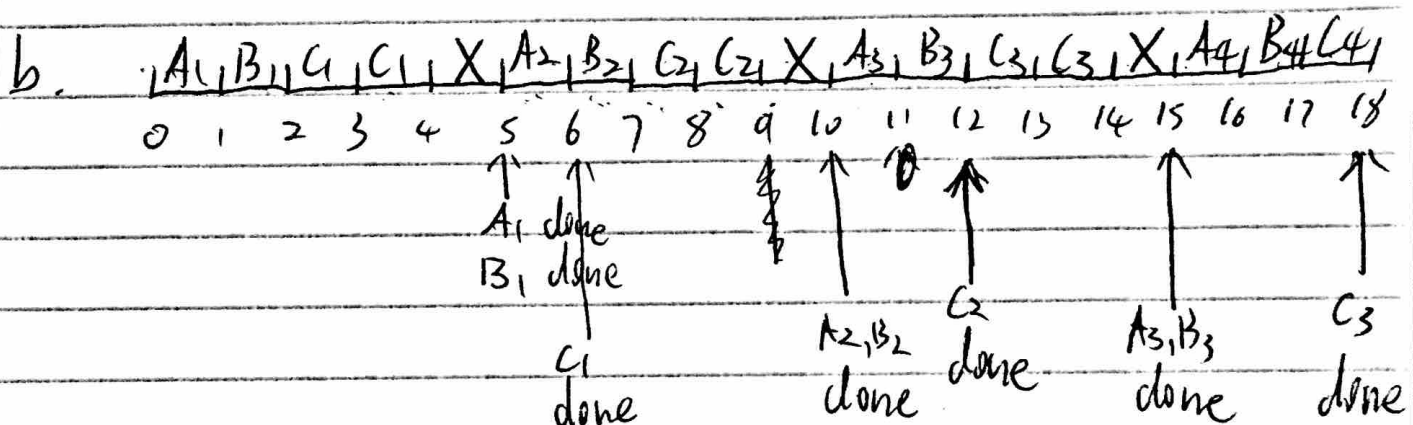 b. A1 B1 C1 C1 X A2 B2 C2 C2 X A3 B3 C3 C3 X A4 B4 C4
0 1 2 3 4 5 6 7 8 9 10 11 12 13 14 15 16 17 18
A1 done
B1 done
C1
done
A2,B2
done
C2
done
A3,B3
done
C3
done